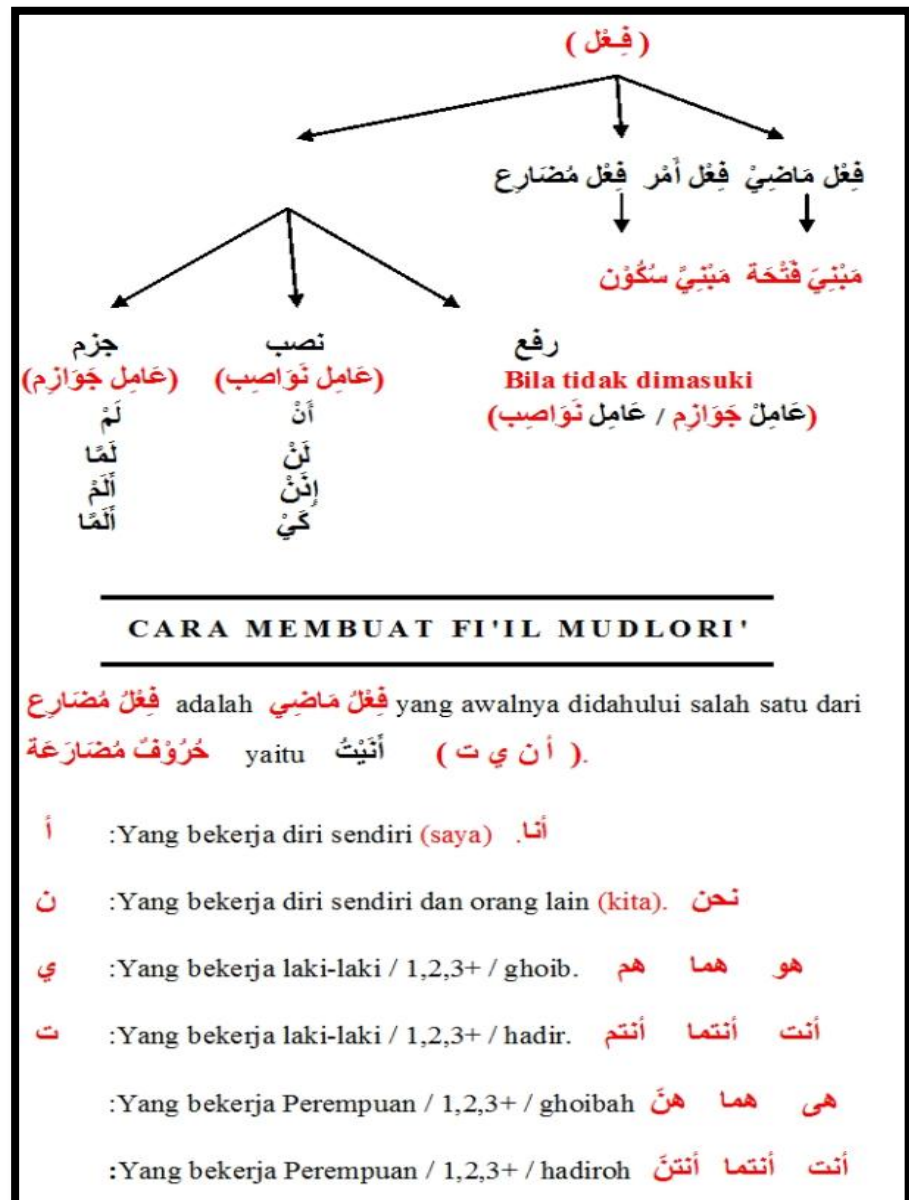 ( فِعْل )
فِعْل مَاضِيْ فِعْل أَمْر فِعْل مُضَارِع
مَبْنِيَ فَتْحَة مَبْنِيَّ سُكُوْن
رفع نصب جزم
Bila tidak dimasuki (عَامِل نَوَاصِب) (عَامِل جَوَازِم)
(عَامِلْ جَوَازِم / عَامِل نَوَاصِب)
أَنْ لَمْ
لَنْ لَمَّا
إِذَنْ أَلَمْ
كَيْ أَلَمَّا
CARA MEMBUAT FI'IL MUDLORI'
فِعْلُ مُضَارِع adalah فِعْلُ مَاضِي yang awalnya didahului salah satu dari
حُرُوْفٌ مُضَارَعَة yaitu أَنَيْتُ ( أ ن ي ت ).
أ :Yang bekerja diri sendiri (saya) .أنا
ن :Yang bekerja diri sendiri dan orang lain (kita). نحن
ي :Yang bekerja laki-laki / 1,2,3+ / ghoib. هو هما هم
ت :Yang bekerja laki-laki / 1,2,3+ / hadir. أنت أنتما أنتم
:Yang bekerja Perempuan / 1,2,3+ / ghoibah هى هما هنَ
:Yang bekerja Perempuan / 1,2,3+ / hadiroh أنت أنتما أنتنَ